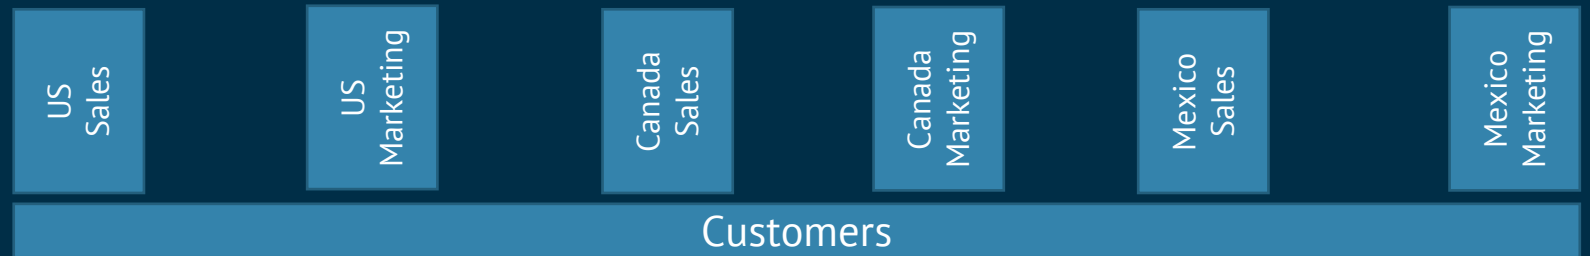 US
Sales
US
Marketing
Canada
Sales
Canada
Marketing
Mexico
Sales
Mexico
Marketing
Customers